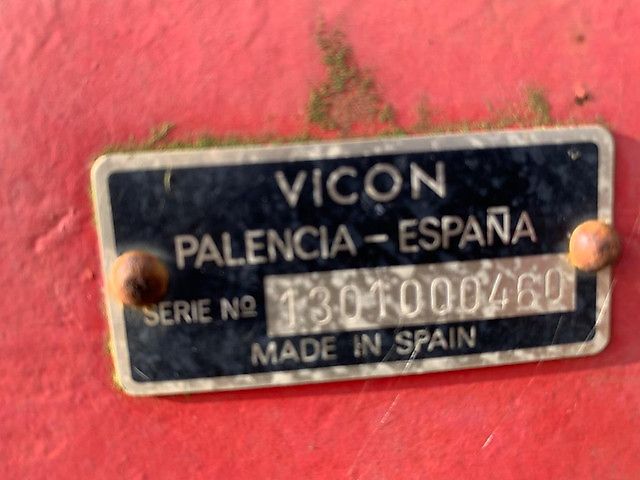 VICON
PALENCIA - ESPAÑA
SERIE Nº 1301000460
MADE IN SPAIN